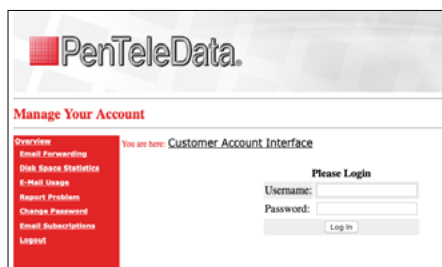 PenTeleData.
Manage Your Account
Overview
Email Forwarding
Disk Space Statistics
E-Mail Usage
Report Problem
Change Password
Email Subscriptions
Logout
You are here: Customer Account Interface
Please Login
Username:
Password:
Log In